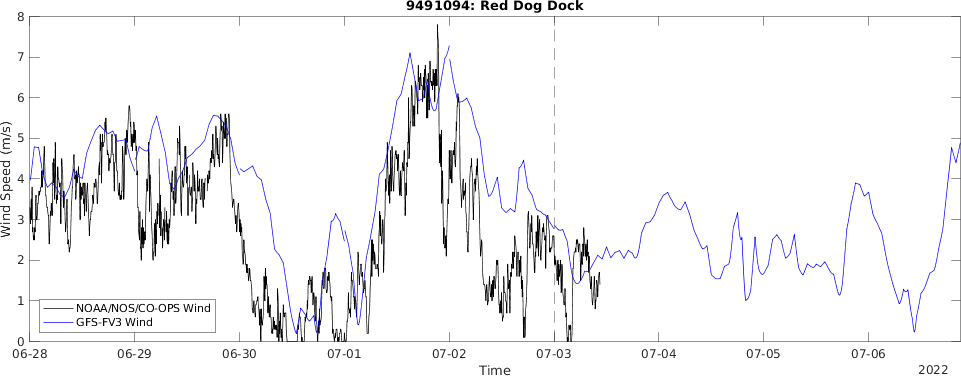 9491094: Red Dog Dock
8
7
6
5
4
3
2
1
0
Wind Speed (m/s)
NOAA/NOS/CO-OPS Wind
GFS-FV3 Wind
06-28 06-29 06-30 07-01 07-02 07-03 07-04 07-05 07-06
Time
2022